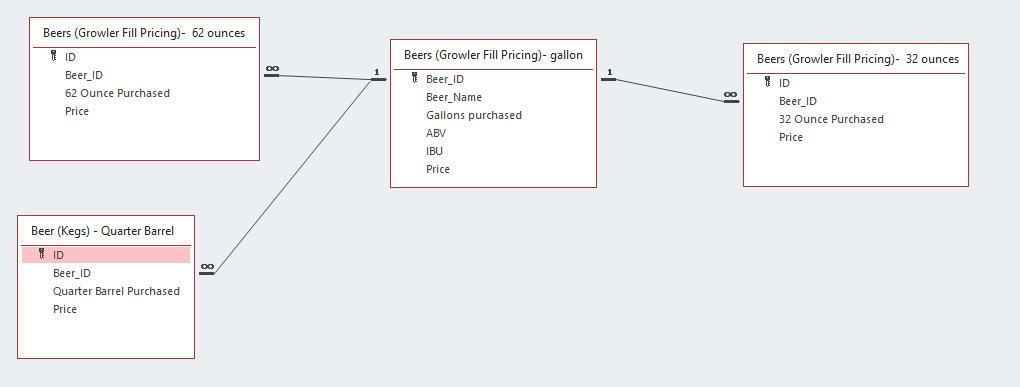 Beers (Growler Fill Pricing)-  62 ounces
ID
Beer_ID
62 Ounce Purchased
Price
∞
1
Beers (Growler Fill Pricing)- gallon
Beer_ID
Beer_Name
Gallons purchased
ABV
IBU
Price
1
∞
Beers (Growler Fill Pricing)-  32 ounces
ID
Beer_ID
32 Ounce Purchased
Price
Beer (Kegs) - Quarter Barrel
ID
Beer_ID
Quarter Barrel Purchased
Price
∞